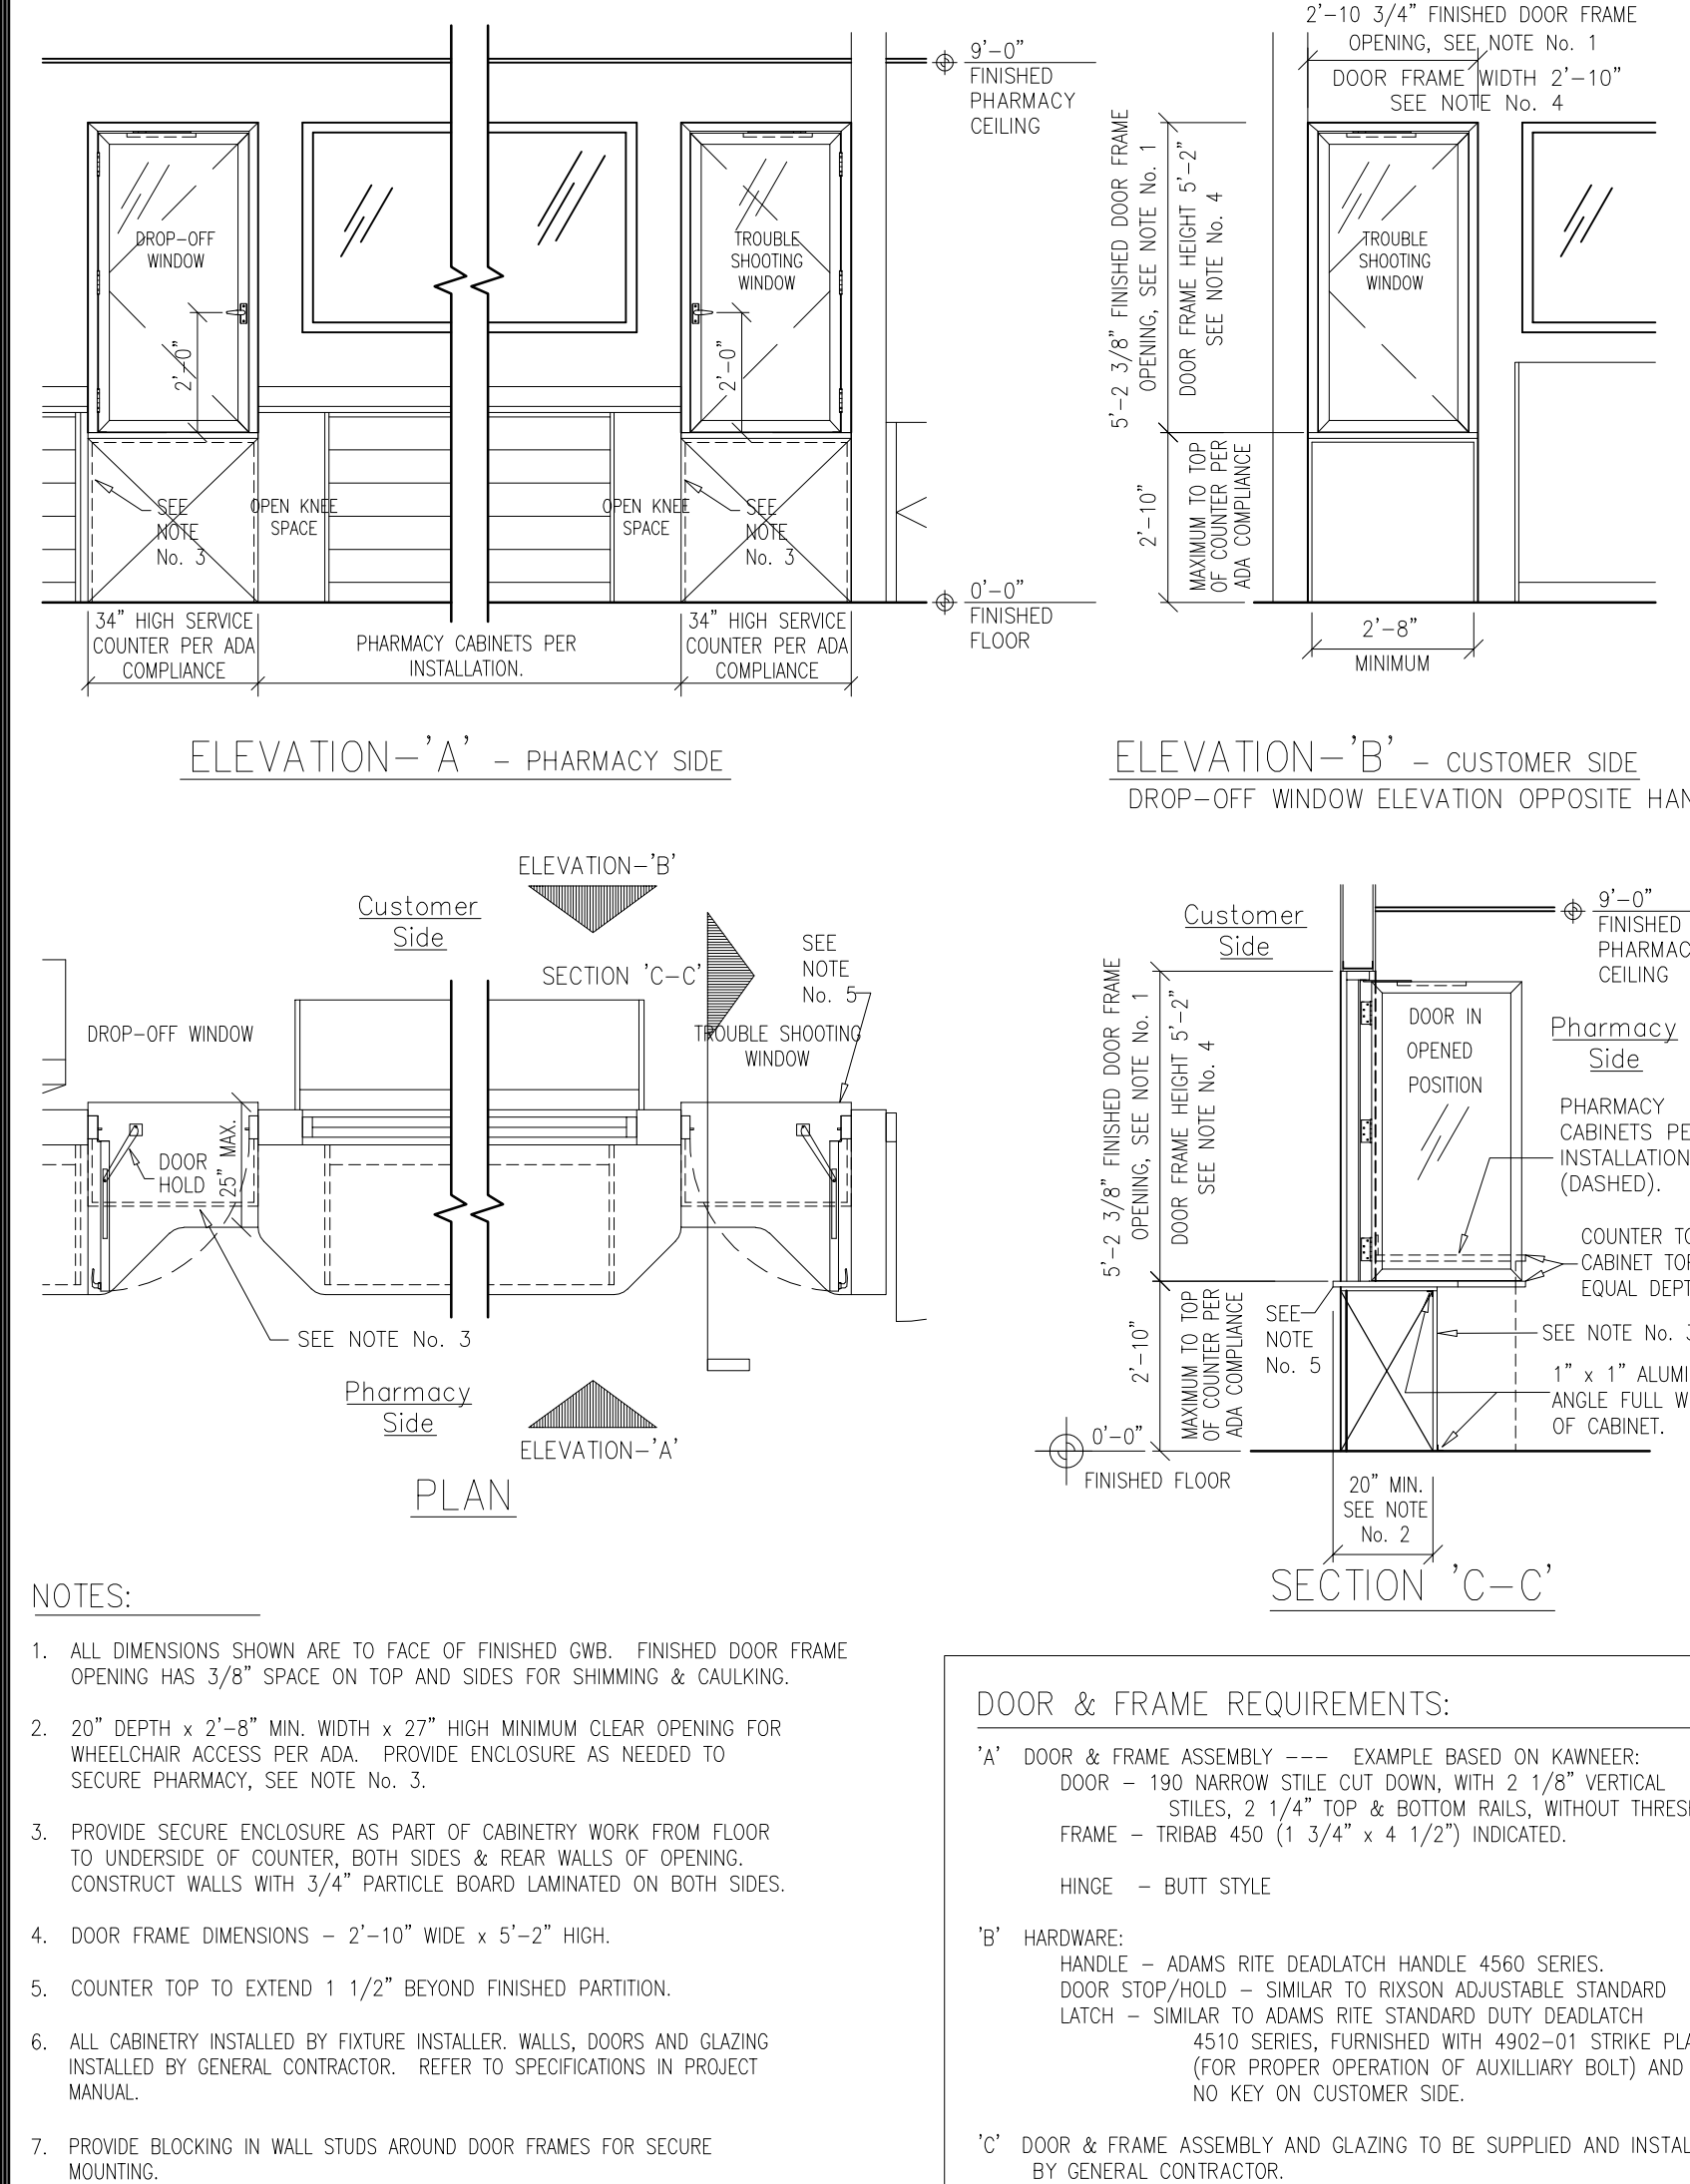 9'-0"
FINISHED
PHARMACY
CEILING
DROP-OFF
WINDOW
2'-0"
TROUBLE
SHOOTING
WINDOW
2'-0"
SEE
NOTE
No. 3
OPEN KNEE
SPACE
OPEN KNEE
SPACE
SEE
NOTE
No. 3
0'-0"
FINISHED
FLOOR
34" HIGH SERVICE
COUNTER PER ADA
COMPLIANCE
PHARMACY CABINETS PER
INSTALLATION.
34" HIGH SERVICE
COUNTER PER ADA
COMPLIANCE
ELEVATION-'A' - PHARMACY SIDE
2'-10 3/4" FINISHED DOOR FRAME
OPENING, SEE NOTE No. 1
DOOR FRAME WIDTH 2'-10"
SEE NOTE No. 4
5'-2 3/8" FINISHED DOOR FRAME
OPENING, SEE NOTE No. 1
DOOR FRAME HEIGHT 5'-2"
SEE NOTE No. 4
TROUBLE
SHOOTING
WINDOW
2'-10"
MAXIMUM TO TOP
OF COUNTER PER
ADA COMPLIANCE
2'-8"
MINIMUM
ELEVATION-'B' - CUSTOMER SIDE
DROP-OFF WINDOW ELEVATION OPPOSITE HAN
ELEVATION-'B'
Customer
Side
SECTION 'C-C'
SEE
NOTE
No. 5
DROP-OFF WINDOW
TROUBLE SHOOTING
WINDOW
DOOR
HOLD
25" MAX.
SEE NOTE No. 3
Pharmacy
Side
ELEVATION-'A'
PLAN
Customer
Side
9'-0"
FINISHED
PHARMAC
CEILING
5'-2 3/8" FINISHED DOOR FRAME
OPENING, SEE NOTE No. 1
DOOR FRAME HEIGHT 5'-2"
SEE NOTE No. 4
DOOR IN
OPENED
POSITION
Pharmacy
Side
PHARMACY
CABINETS PE
INSTALLATION
(DASHED).
COUNTER TO
CABINET TOP
EQUAL DEPT
2'-10"
MAXIMUM TO TOP
OF COUNTER PER
ADA COMPLIANCE
SEE
NOTE
No. 5
SEE NOTE No. 3
1" x 1" ALUMI
ANGLE FULL W
OF CABINET.
0'-0"
FINISHED FLOOR
20" MIN.
SEE NOTE
No. 2
SECTION 'C-C'
NOTES:
1. ALL DIMENSIONS SHOWN ARE TO FACE OF FINISHED GWB. FINISHED DOOR FRAME
OPENING HAS 3/8" SPACE ON TOP AND SIDES FOR SHIMMING & CAULKING.
2. 20" DEPTH x 2'-8" MIN. WIDTH x 27" HIGH MINIMUM CLEAR OPENING FOR
WHEELCHAIR ACCESS PER ADA. PROVIDE ENCLOSURE AS NEEDED TO
SECURE PHARMACY, SEE NOTE No. 3.
3. PROVIDE SECURE ENCLOSURE AS PART OF CABINETRY WORK FROM FLOOR
TO UNDERSIDE OF COUNTER, BOTH SIDES & REAR WALLS OF OPENING.
CONSTRUCT WALLS WITH 3/4" PARTICLE BOARD LAMINATED ON BOTH SIDES.
4. DOOR FRAME DIMENSIONS - 2'-10" WIDE x 5'-2" HIGH.
5. COUNTER TOP TO EXTEND 1 1/2" BEYOND FINISHED PARTITION.
6. ALL CABINETRY INSTALLED BY FIXTURE INSTALLER. WALLS, DOORS AND GLAZING
INSTALLED BY GENERAL CONTRACTOR. REFER TO SPECIFICATIONS IN PROJECT
MANUAL.
7. PROVIDE BLOCKING IN WALL STUDS AROUND DOOR FRAMES FOR SECURE
MOUNTING.
DOOR & FRAME REQUIREMENTS:
'A' DOOR & FRAME ASSEMBLY --- EXAMPLE BASED ON KAWNEER:
DOOR - 190 NARROW STILE CUT DOWN, WITH 2 1/8" VERTICAL
STILES, 2 1/4" TOP & BOTTOM RAILS, WITHOUT THRES
FRAME - TRIBAB 450 (1 3/4" x 4 1/2") INDICATED.
HINGE - BUTT STYLE
'B' HARDWARE:
HANDLE - ADAMS RITE DEADLATCH HANDLE 4560 SERIES.
DOOR STOP/HOLD - SIMILAR TO RIXSON ADJUSTABLE STANDARD
LATCH - SIMILAR TO ADAMS RITE STANDARD DUTY DEADLATCH
4510 SERIES, FURNISHED WITH 4902-01 STRIKE PLA
(FOR PROPER OPERATION OF AUXILLIARY BOLT) AND
NO KEY ON CUSTOMER SIDE.
'C' DOOR & FRAME ASSEMBLY AND GLAZING TO BE SUPPLIED AND INSTAL
BY GENERAL CONTRACTOR.